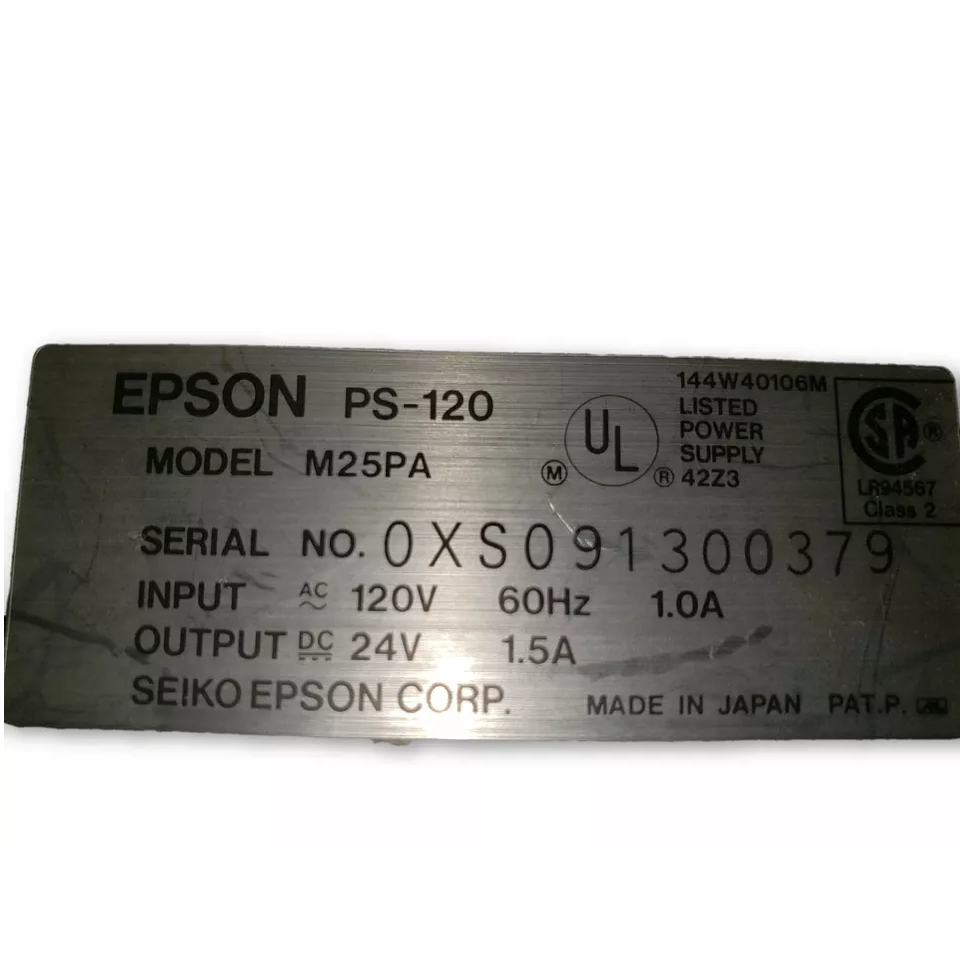 EPSON PS-120
MODEL M25PA
144W40106M
UL
LISTED
POWER
SUPPLY
42Z3
M ®
SA ®
LR94567
Class 2
SERIAL NO. 0XS091300379
INPUT AC 120V 60Hz 1.0A
OUTPUT DC 24V 1.5A
SEIKO EPSON CORP. MADE IN JAPAN PAT.P.